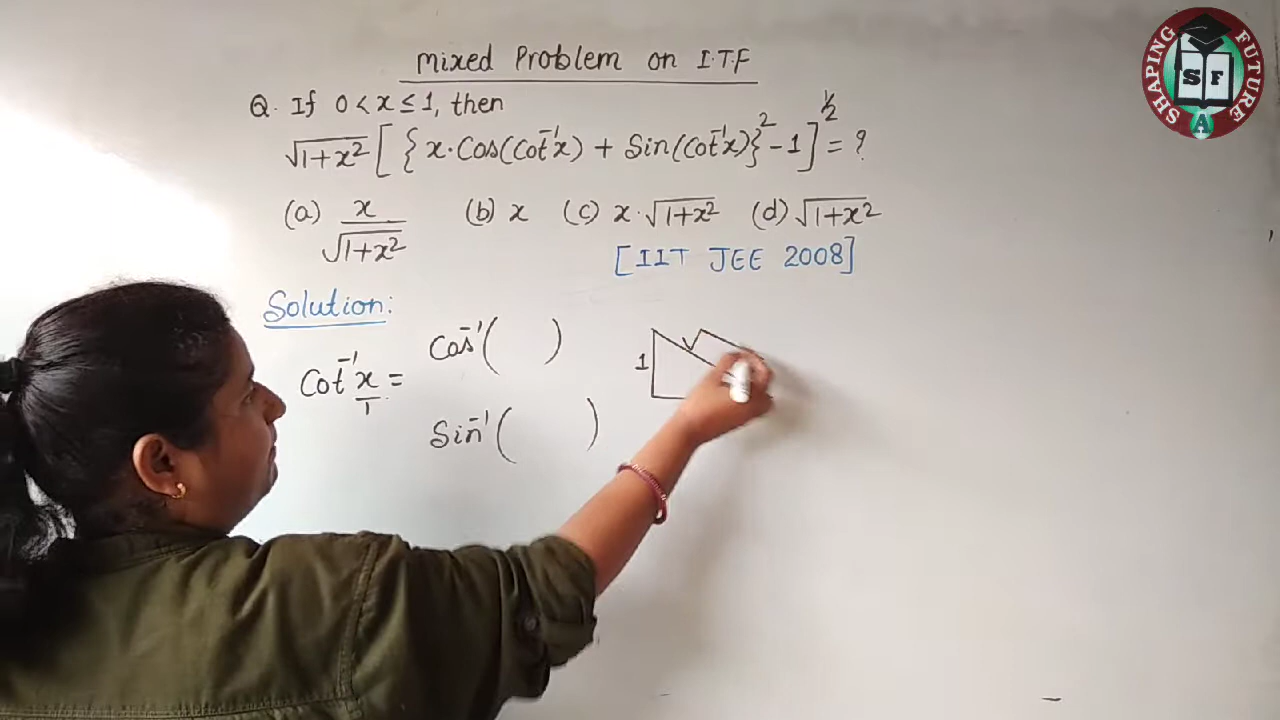 Mixed Problem on I.T.F
Q. If 0 < x ≤ 1, then
√1+x² [ { x·Cos(Cot⁻¹x) + Sin(Cot⁻¹x)}² - 1 ]^½ = ?
(a) x/√1+x² (b) x (c) x·√1+x² (d) √1+x²
[IIT JEE 2008]
Solution:
Cos⁻¹( )
Cot⁻¹ x/1 =
Sin⁻¹( )
1 √
SHAPING FUTURE
S F
A